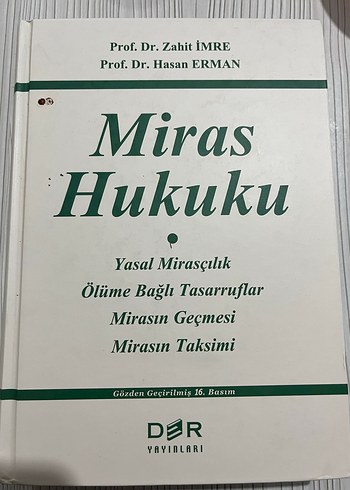 Prof. Dr. Zahit İMRE
Prof. Dr. Hasan ERMAN
Miras
Hukuku
Yasal Mirasçılık
Ölüme Bağlı Tasarruflar
Mirasın Geçmesi
Mirasın Taksimi
Gözden Geçirilmiş 16. Basım
DER
YAYINLARI